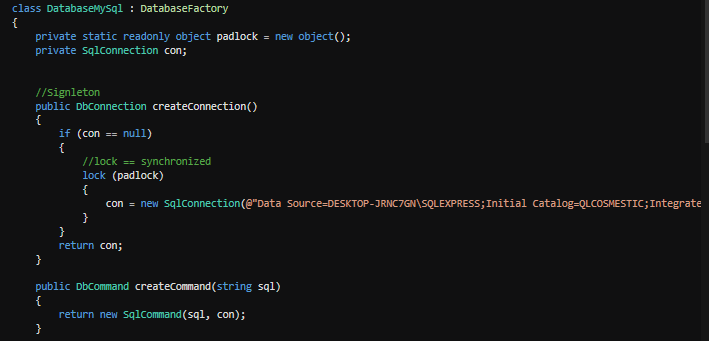 class DatabaseMySql : DatabaseFactory
{
private static readonly object padlock = new object();
private SqlConnection con;
//Signleton
public DbConnection createConnection()
{
if (con == null)
{
//lock == synchronized
lock (padlock)
{
con = new SqlConnection(@"Data Source=DESKTOP-JRNC7GN\SQLEXPRESS;Initial Catalog=QLCOSMESTIC;Integrate
}
}
return con;
}
public DbCommand createCommand(string sql)
{
return new SqlCommand(sql, con);
}